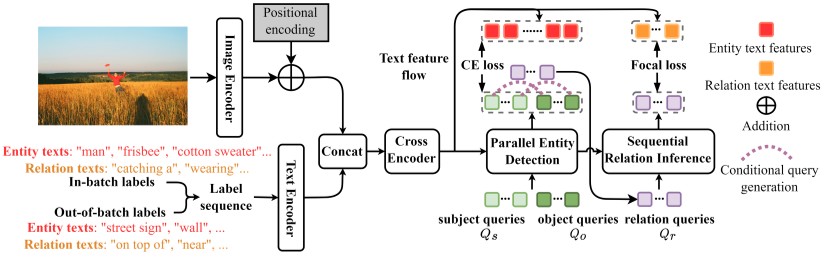 Positional
encoding
Image Encoder
Text feature
flow
CE loss
Focal loss
Entity text features
Relation text features
Addition
Conditional query
generation
Entity texts: "man", "frisbee", "cotton sweater"...
Relation texts: "catching a", "wearing"...
In-batch labels
Out-of-batch labels
Label
sequence
Text Encoder
Entity texts: "street sign", "wall", ...
Relation texts: "on top of", "near", ...
Concat
Cross
Encoder
Parallel Entity
Detection
Sequential
Relation Inference
subject queries
Qs
object queries
Qo
relation queries
Qr